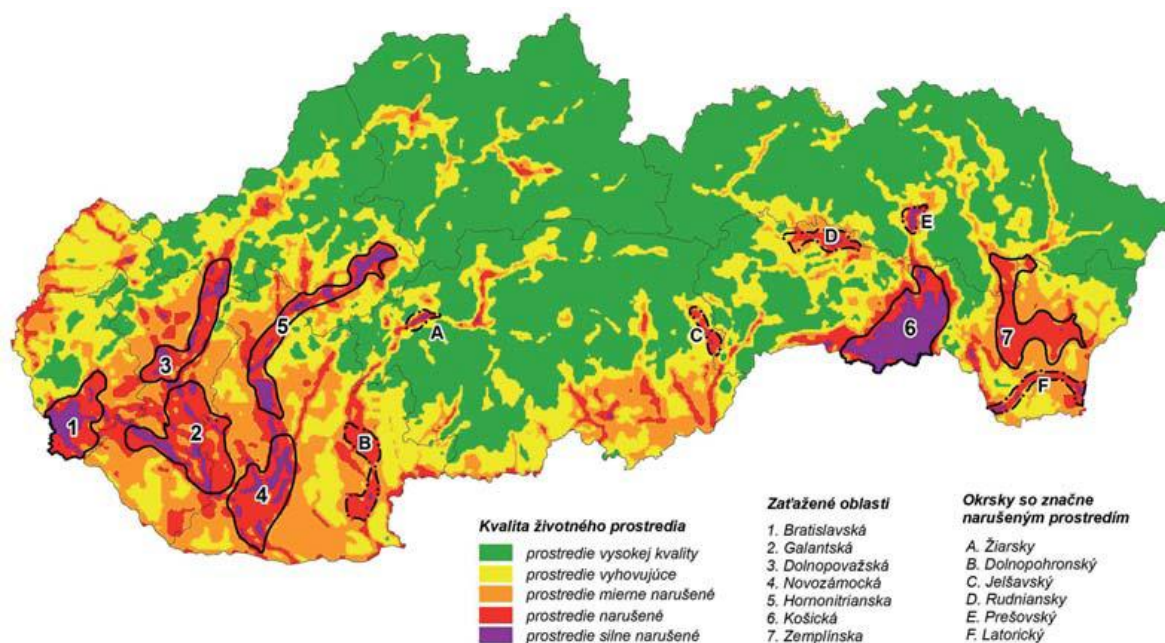 E
D
6
A
5
C
3
7
F
1
2
B
4
Kvalita životného prostredia
prostredie vysokej kvality
prostredie vyhovujúce
prostredie mierne narušené
prostredie narušené
prostredie silne narušené
Zaťažené oblasti
1. Bratislavská
2. Galantská
3. Dolnopovažská
4. Novozámocká
5. Hornonitrianska
6. Košická
7. Zemplínska
Okrsky so značne
narušeným prostredím
A. Žiarsky
B. Dolnopohronský
C. Jelšavský
D. Rudniansky
E. Prešovský
F. Latorický